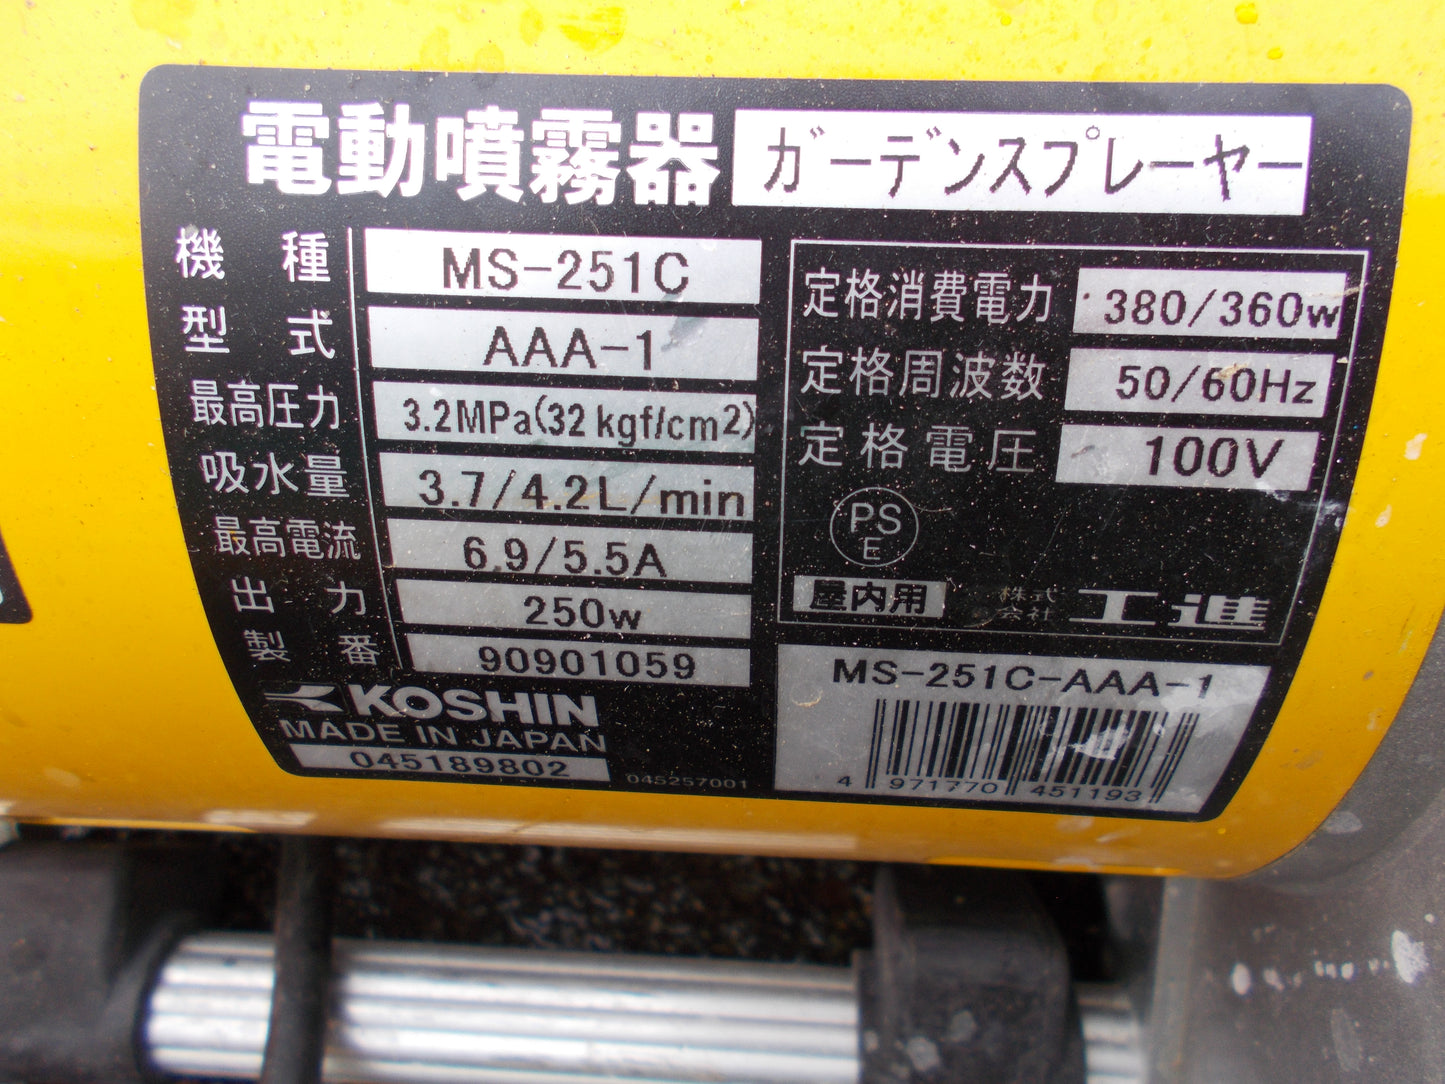 電動噴霧器 ガーデンスプレーヤー
機種 MS-251C
型式 AAA-1
最高圧力 3.2MPa(32kgf/cm2)
吸水量 3.7/4.2L/min
最高電流 6.9/5.5A
出力 250w
製番 90901059
KOSHIN
MADE IN JAPAN
045189802
045257001
定格消費電力 380/360w
定格周波数 50/60Hz
定格電圧 100V
PS
E
屋内用 株式会社 工進
MS-251C-AAA-1
4 971770 451193